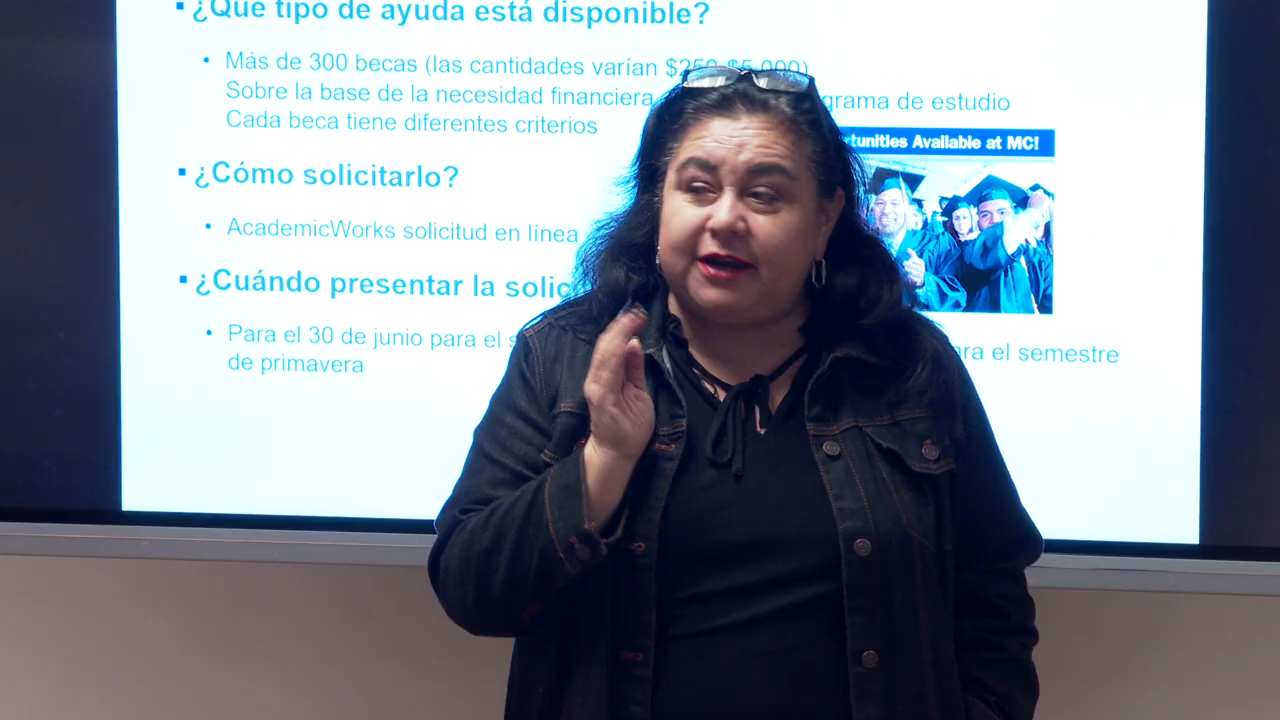 ▪ ¿Qué tipo de ayuda está disponible?
• Más de 300 becas (las cantidades varían $250-$5,000)
Sobre la base de la necesidad financiera grama de estudio
Cada beca tiene diferentes criterios
tunities Available at MC!
▪ ¿Cómo solicitarlo?
• AcademicWorks solicitud en línea
▪ ¿Cuándo presentar la solic
• Para el 30 de junio para el s ara el semestre
de primavera